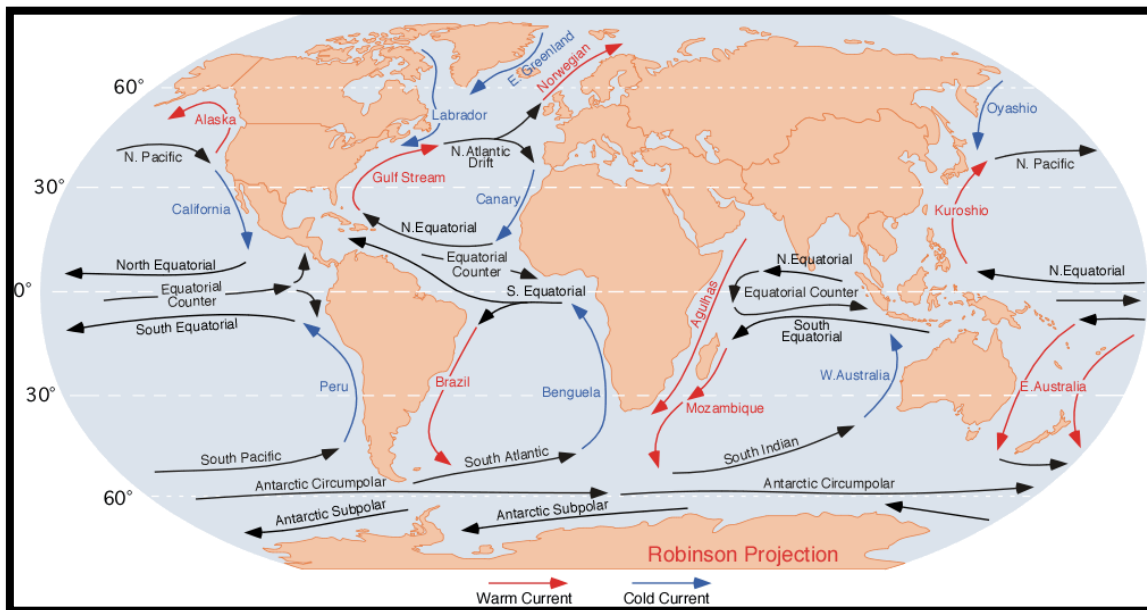 E. Greenland
Norwegian
60°
Alaska
Labrador
Oyashio
N. Pacific
N.Atlantic
Drift
N. Pacific
Gulf Stream
30°
California
Canary
Kuroshio
N.Equatorial
North Equatorial
Equatorial
Counter
N.Equatorial
N.Equatorial
0°
Equatorial
Counter
S. Equatorial
Equatorial Counter
Agulhas
South Equatorial
South
Equatorial
Peru
Brazil
Benguela
W.Australia
E.Australia
30°
Mozambique
South Pacific
South Atlantic
South Indian
Antarctic Circumpolar
Antarctic Circumpolar
60°
Antarctic Subpolar
Antarctic Subpolar
Robinson Projection
Warm Current
Cold Current